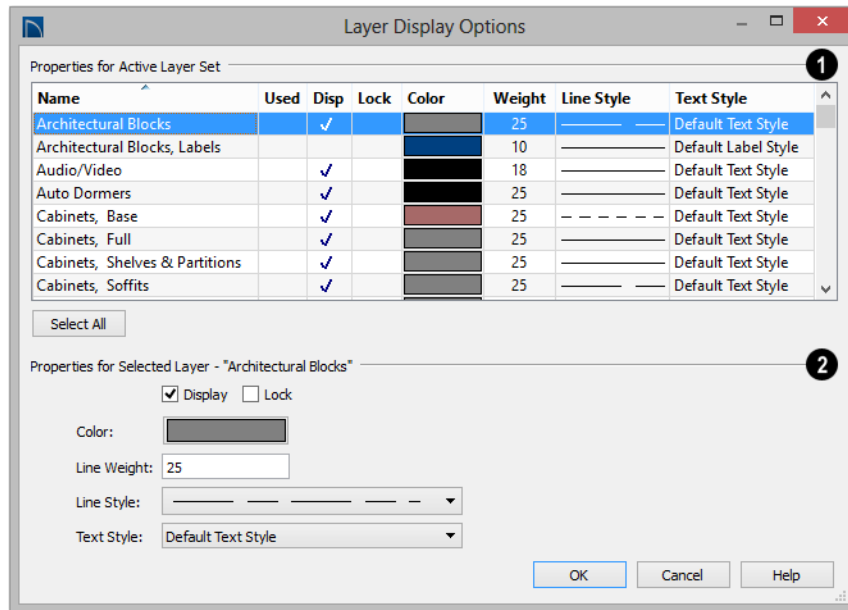 Layer Display Options
Properties for Active Layer Set 1
Name Used Disp Lock Color Weight Line Style Text Style
Architectural Blocks 25 Default Text Style
Architectural Blocks, Labels 10 Default Label Style
Audio/Video 18 Default Text Style
Auto Dormers 25 Default Text Style
Cabinets, Base 25 Default Text Style
Cabinets, Full 25 Default Text Style
Cabinets, Shelves & Partitions 25 Default Text Style
Cabinets, Soffits 25 Default Text Style
Select All
Properties for Selected Layer - "Architectural Blocks" 2
Display Lock
Color:
Line Weight: 25
Line Style:
Text Style: Default Text Style
OK Cancel Help